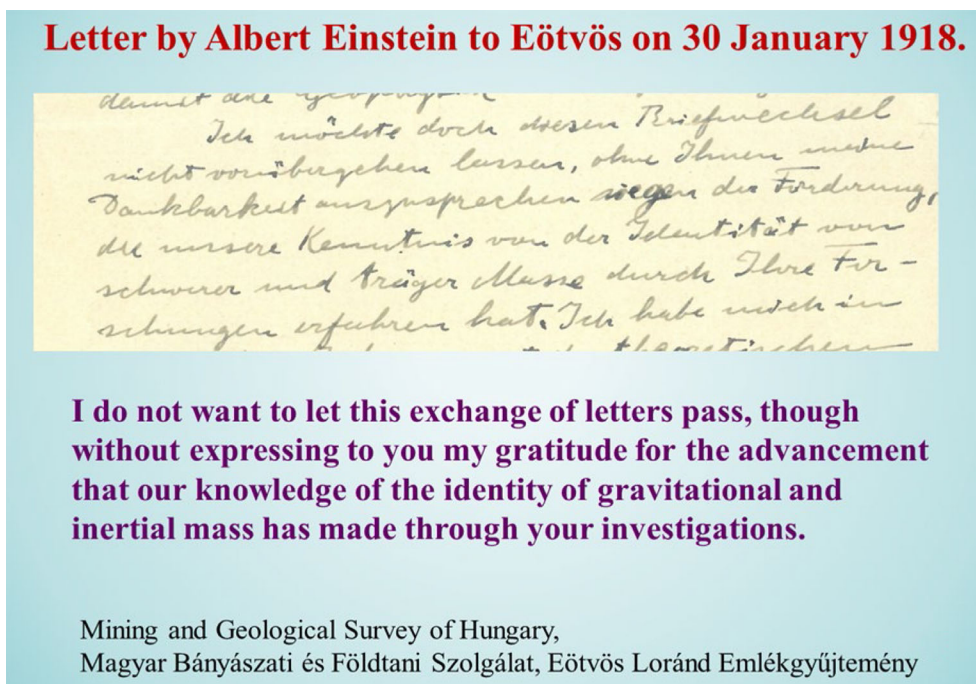 Letter by Albert Einstein to Eötvös on 30 January 1918.
damit die
Ich möchte doch diesen Briefwechsel
nicht vorübergehen lassen, ohne Ihnen meine
Dankbarkeit auszusprechen wegen der Förderung,
die unsere Kenntnis von der Identität von
schwerer und träger Masse durch Ihre For-
schungen erfahren hat. Ich habe mich in
theoretischen
I do not want to let this exchange of letters pass, though
without expressing to you my gratitude for the advancement
that our knowledge of the identity of gravitational and
inertial mass has made through your investigations.
Mining and Geological Survey of Hungary,
Magyar Bányászati és Földtani Szolgálat, Eötvös Loránd Emlékgyűjtemény